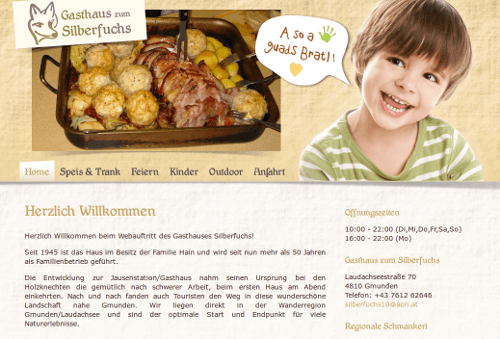 Gasthaus zum
Silberfuchs
A so a
guads Bratl!
Home Speis & Trank Feiern Kinder Outdoor Anfahrt
Herzlich Willkommen
Herzlich Willkommen beim Webauftritt des Gasthauses Silberfuchs!
Seit 1945 ist das Haus im Besitz der Familie Hain und wird seit nun mehr als 50 Jahren
als Familienbetrieb geführt.
Die Entwicklung zur Jausenstation/Gasthaus nahm seinen Ursprung bei den
Holzknechten die gemütlich nach schwerer Arbeit, beim ersten Haus am Abend
einkehrten. Nach und nach fanden auch Touristen den Weg in diese wunderschöne
Landschaft nahe Gmunden. Wir liegen direkt in der Wanderregion
Gmunden/Laudachsee und sind der optimale Start und Endpunkt für viele
Naturerlebnisse.
Öffnungszeiten
10:00 - 22:00 (Di,Mi,Do,Fr,Sa,So)
16:00 - 22:00 (Mo)
Gasthaus zum Silberfuchs
Laudachseestraße 70
4810 Gmunden
Telefon: +43 7612 62646
silberfuchs10@aon.at
Regionale Schmankerl